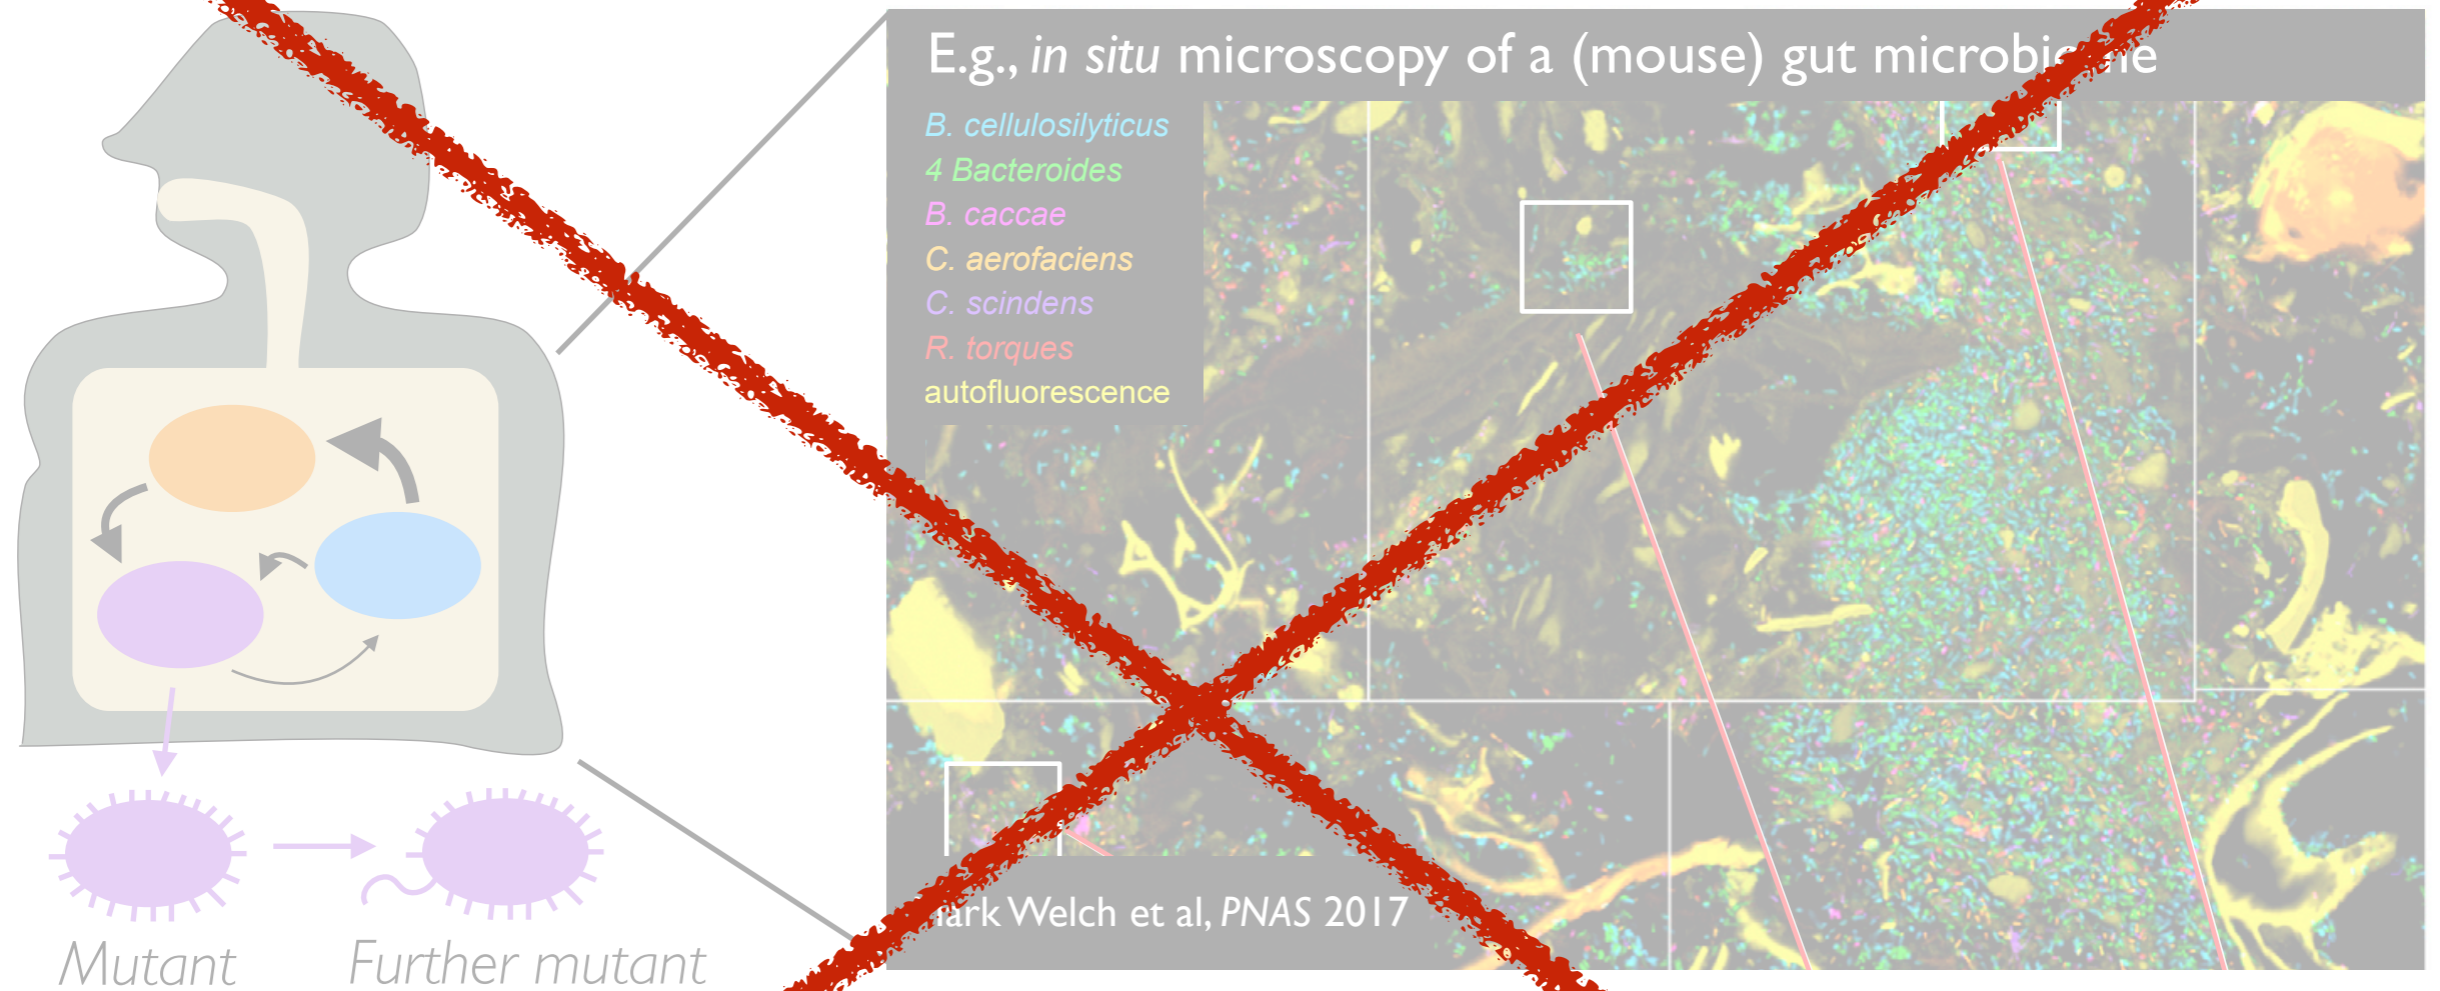 E.g., in situ microscopy of a (mouse) gut
B. cellulosilyticus
4 Bacteroides
B. caccae
C. aerofaciens
C. scindens
R. torques
autofluorescence
Welch et al, PNAS 2017
Mutant
Further mutant